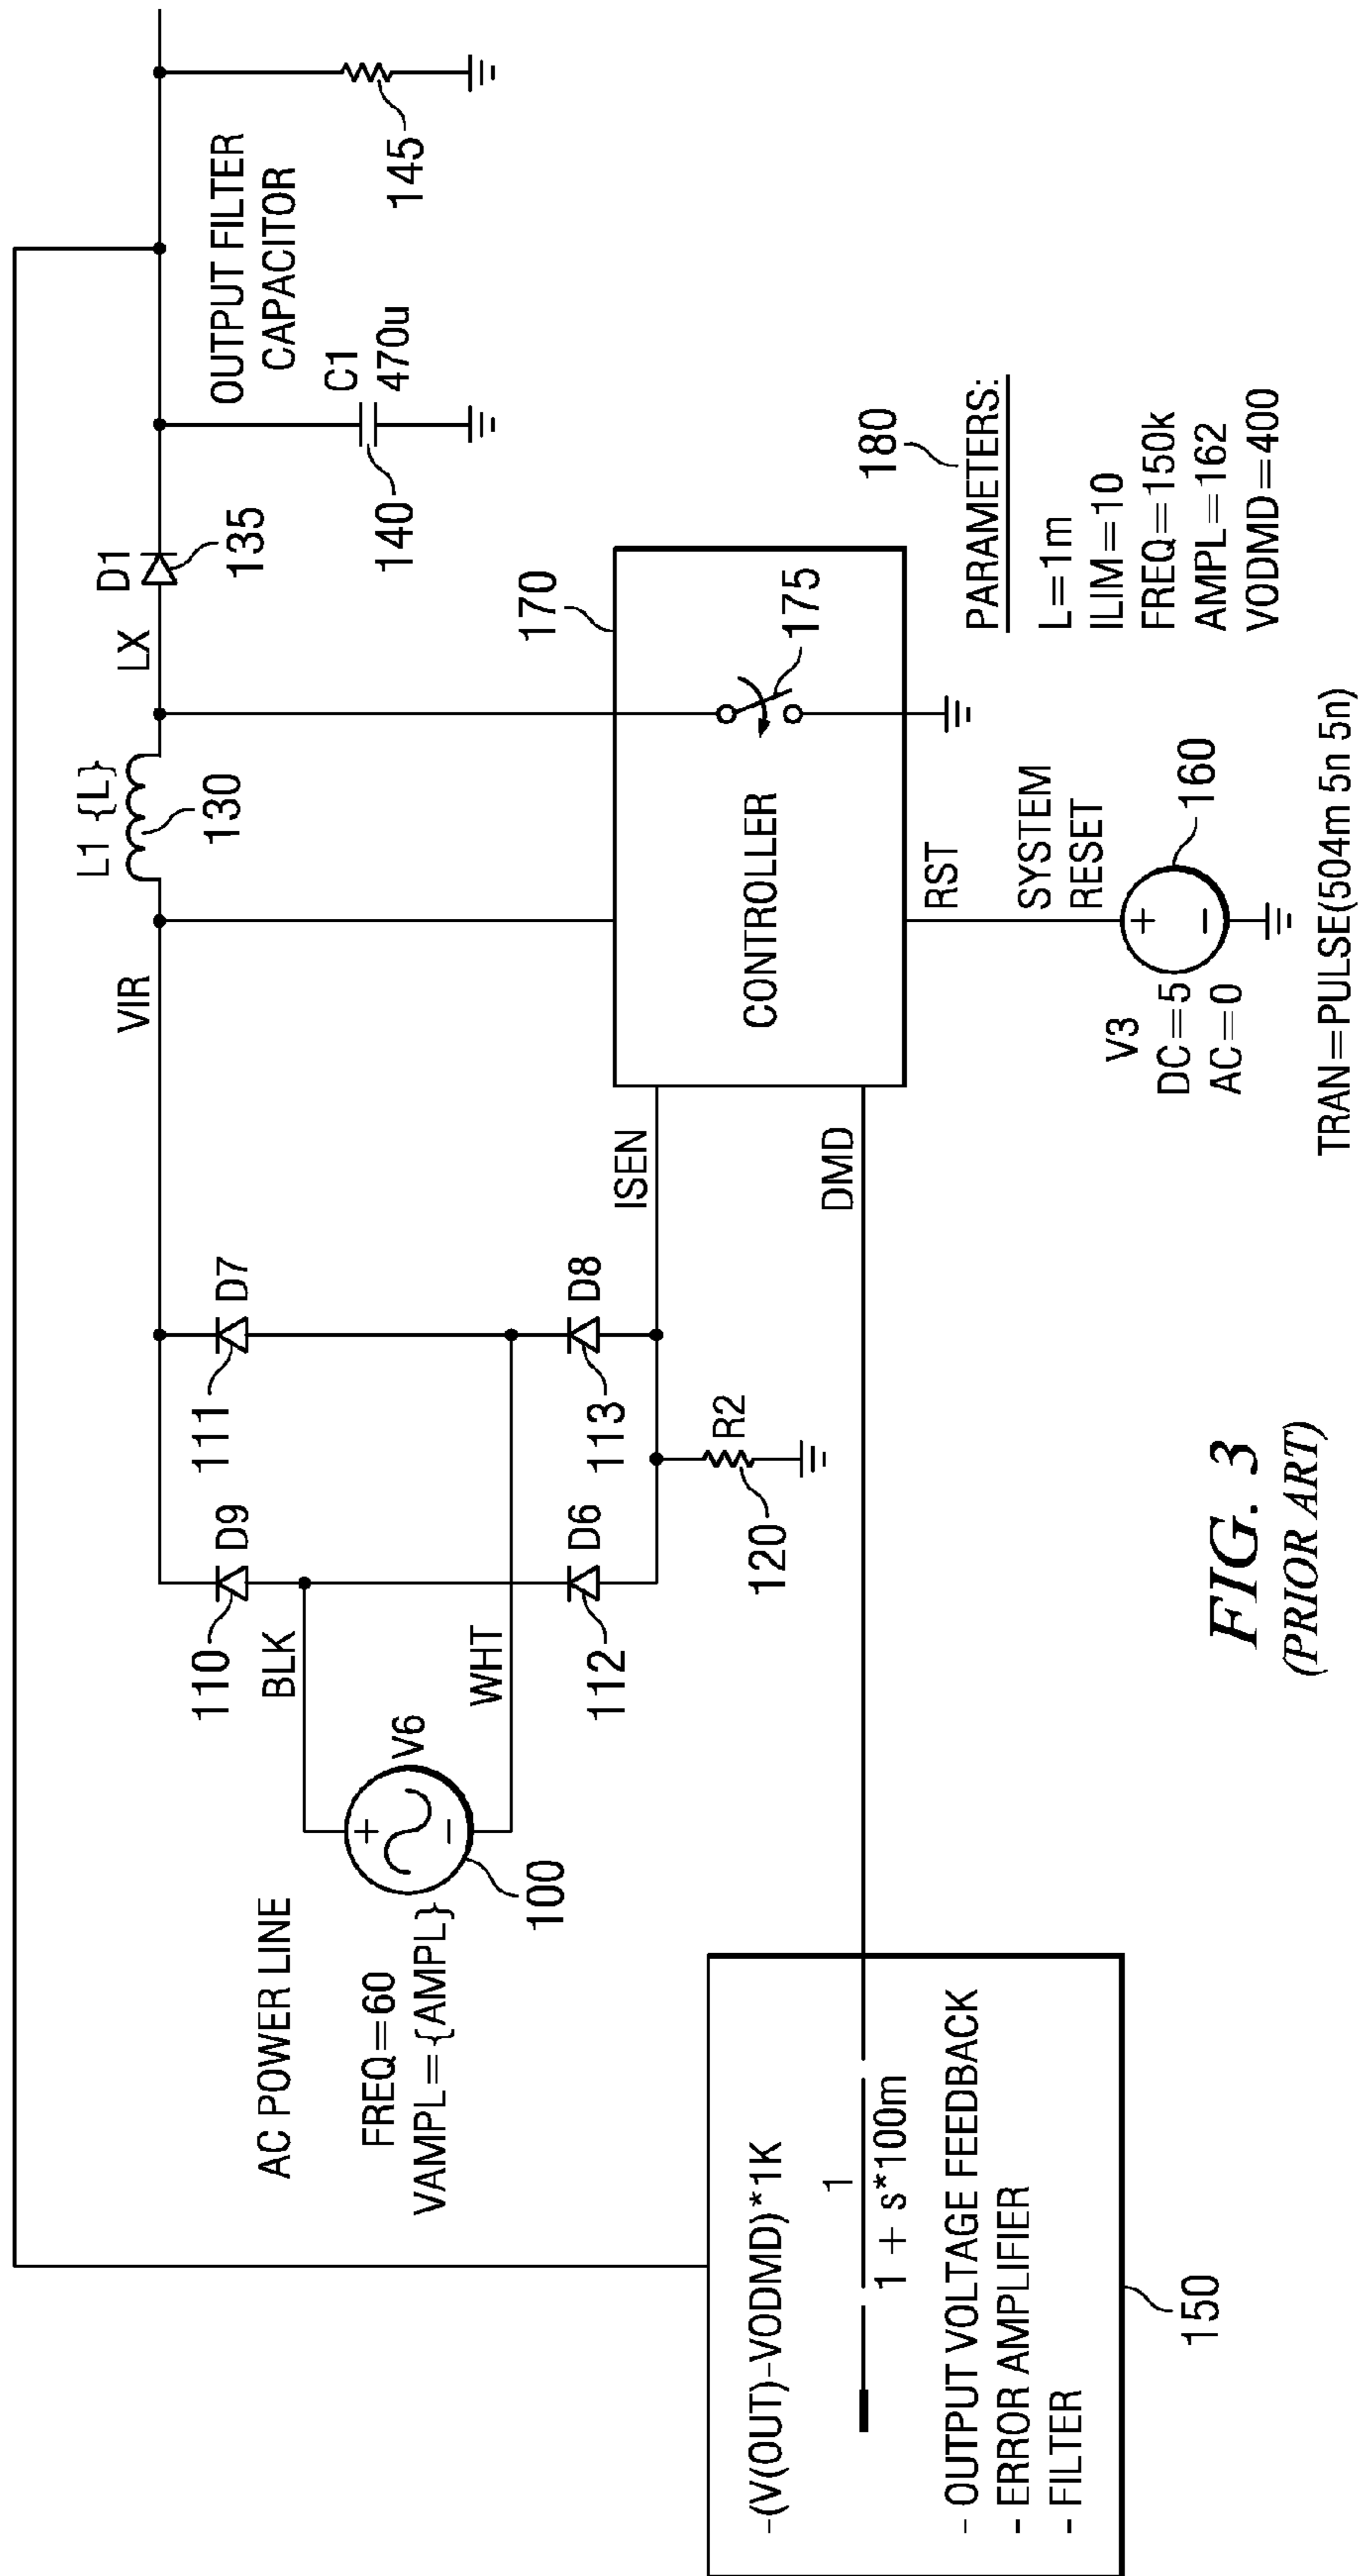 AC POWER LINE
FREQ=60
VAMPL={AMPL}
V6
+
−
100
BLK
WHT
110
D9
111
D7
112
D6
113
D8
120
R2
VIR
L1 {L}
130
LX
D1
135
OUTPUT FILTER
CAPACITOR
C1
470u
140
145
ISEN
DMD
CONTROLLER
170
175
RST
SYSTEM
RESET
160
+
−
V3
DC=5
AC=0
TRAN=PULSE(504m 5n 5n)
180
PARAMETERS:
L=1m
ILIM=10
FREQ=150k
AMPL=162
VODMD=400
-(V(OUT)-VODMD)*1K
1
1 + s*100m
- OUTPUT VOLTAGE FEEDBACK
- ERROR AMPLIFIER
- FILTER
150
FIG. 3
(PRIOR ART)